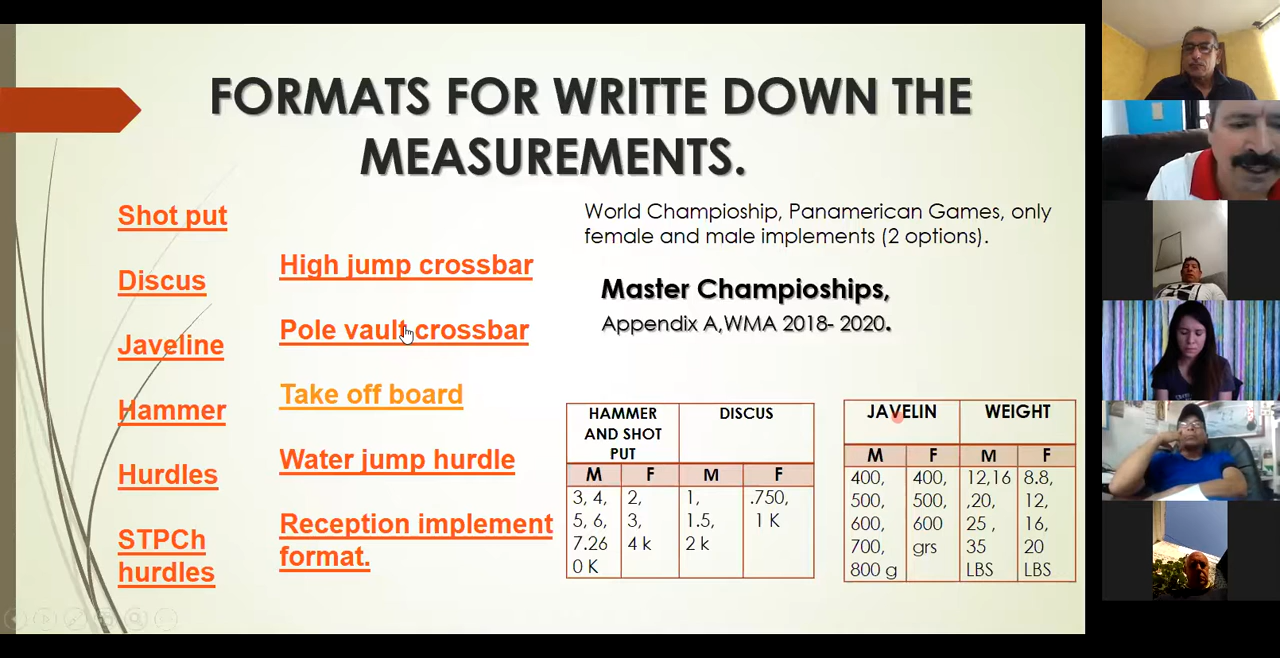 FORMATS FOR WRITTE DOWN THE
MEASUREMENTS.
Shot put
Discus
Javeline
Hammer
Hurdles
STPCh
hurdles
High jump crossbar
Pole vault crossbar
Take off board
Water jump hurdle
Reception implement
format.
World Champioship, Panamerican Games, only
female and male implements (2 options).
Master Champioships,
Appendix A,WMA 2018- 2020.
HAMMER
AND SHOT
PUT
DISCUS
M
F
M
F
3, 4,
5, 6,
7.26
0 K
2,
3,
4 k
1,
1.5,
2 k
.750,
1 K
JAVELIN
WEIGHT
M
F
M
F
400,
500,
600,
700,
800 g
400,
500,
600
grs
12,16
,20,
25 ,
35
LBS
8.8,
12,
16,
20
LBS